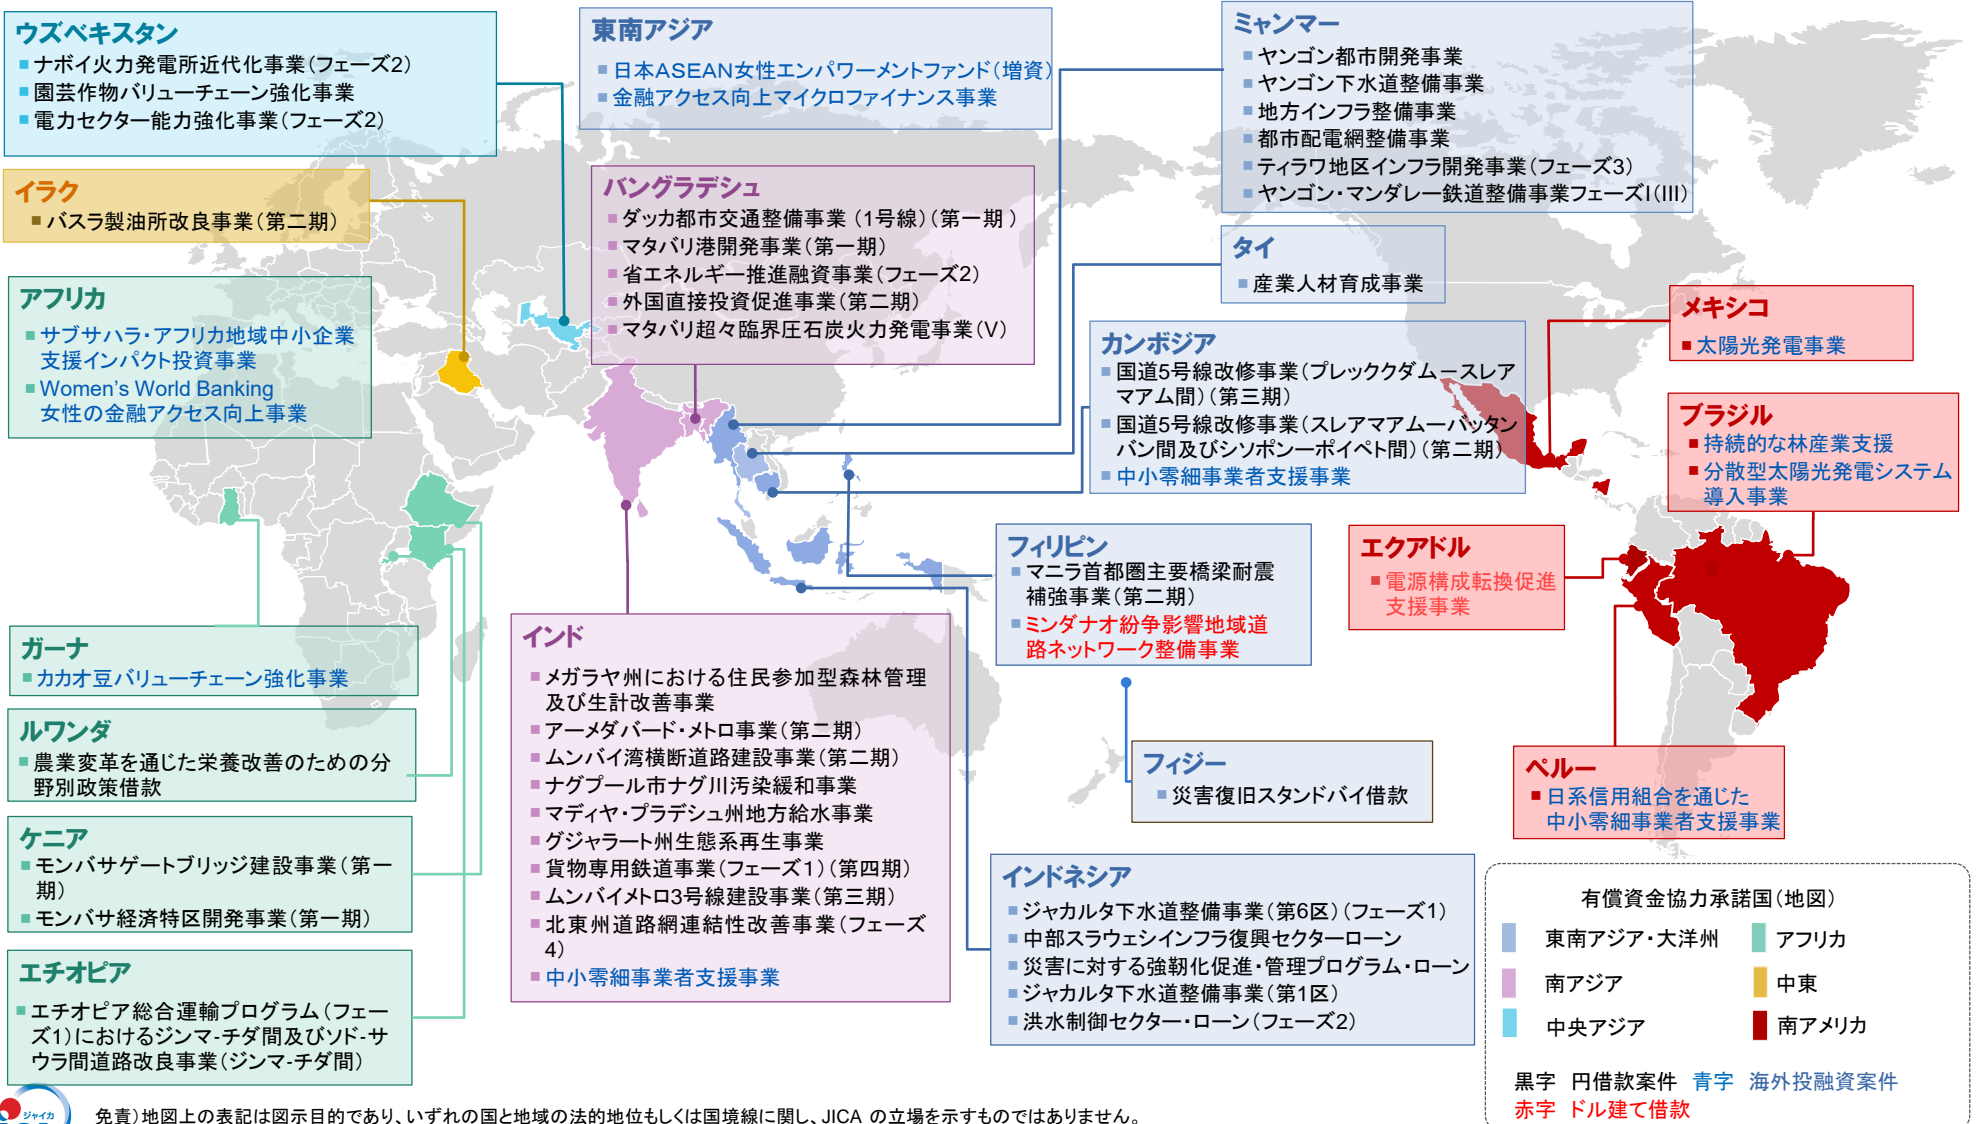 ウズベキスタン
ナボイ火力発電所近代化事業(フェーズ2)
園芸作物バリューチェーン強化事業
電力セクター能力強化事業(フェーズ2)
東南アジア
日本ASEAN女性エンパワーメントファンド(増資)
金融アクセス向上マイクロファイナンス事業
ミャンマー
ヤンゴン都市開発事業
ヤンゴン下水道整備事業
地方インフラ整備事業
都市配電網整備事業
ティラワ地区インフラ開発事業(フェーズ3)
ヤンゴン・マンダレー鉄道整備事業フェーズI(III)
イラク
バスラ製油所改良事業(第二期)
バングラデシュ
ダッカ都市交通整備事業 (1号線)(第一期 )
マタバリ港開発事業(第一期)
省エネルギー推進融資事業(フェーズ2)
外国直接投資促進事業(第二期)
マタバリ超々臨界圧石炭火力発電事業(V)
タイ
産業人材育成事業
アフリカ
サブサハラ・アフリカ地域中小企業
支援インパクト投資事業
Women's World Banking
女性の金融アクセス向上事業
カンボジア
国道5号線改修事業(プレッククダムースレア
マアム間)(第三期)
国道5号線改修事業(スレアマアムーバッタン
バン間及びシソポンーポイペト間)(第二期)
中小零細事業者支援事業
メキシコ
太陽光発電事業
ブラジル
持続的な林産業支援
分散型太陽光発電システム
導入事業
フィリピン
マニラ首都圏主要橋梁耐震
補強事業(第二期)
ミンダナオ紛争影響地域道
路ネットワーク整備事業
エクアドル
電源構成転換促進
支援事業
ガーナ
カカオ豆バリューチェーン強化事業
ルワンダ
農業変革を通じた栄養改善のための分
野別政策借款
ケニア
モンバサゲートブリッジ建設事業(第一
期)
モンバサ経済特区開発事業(第一期)
エチオピア
エチオピア総合運輸プログラム(フェー
ズ1)におけるジンマ-チダ間及びソド-サ
ウラ間道路改良事業(ジンマ-チダ間)
インド
メガラヤ州における住民参加型森林管理
及び生計改善事業
アーメダバード・メトロ事業(第二期)
ムンバイ湾横断道路建設事業(第二期)
ナグプール市ナグ川汚染緩和事業
マディヤ・プラデシュ州地方給水事業
グジャラート州生態系再生事業
貨物専用鉄道事業(フェーズ1)(第四期)
ムンバイメトロ3号線建設事業(第三期)
北東州道路網連結性改善事業(フェーズ
4)
中小零細事業者支援事業
フィジー
災害復旧スタンドバイ借款
ペルー
日系信用組合を通じた
中小零細事業者支援事業
インドネシア
ジャカルタ下水道整備事業(第6区)(フェーズ1)
中部スラウェシインフラ復興セクターローン
災害に対する強靭化促進・管理プログラム・ローン
ジャカルタ下水道整備事業(第1区)
洪水制御セクター・ローン(フェーズ2)
有償資金協力承諾国(地図)
東南アジア・大洋州 アフリカ
南アジア 中東
中央アジア 南アメリカ
黒字 円借款案件 青字 海外投融資案件
赤字 ドル建て借款
ジャイカ
免責)地図上の表記は図示目的であり、いずれの国と地域の法的地位もしくは国境線に関し、JICA の立場を示すものではありません。